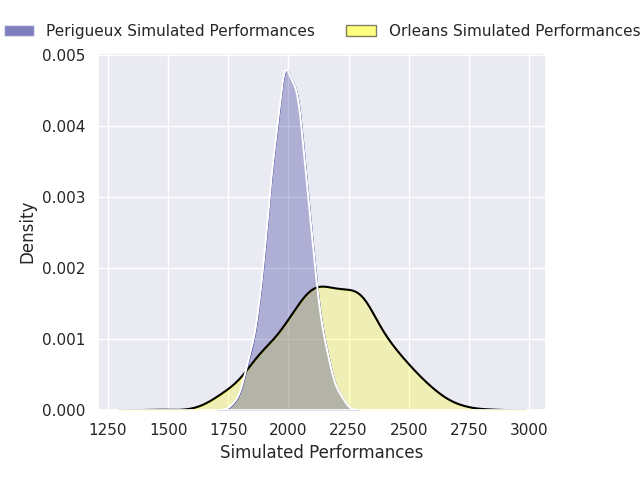 Perigueux Simulated Performances Orleans Simulated Performances
0.005
0.004
0.003
0.002
0.001
0.000
Density
1250 1500 1750 2000 2250 2500 2750 3000
Simulated Performances